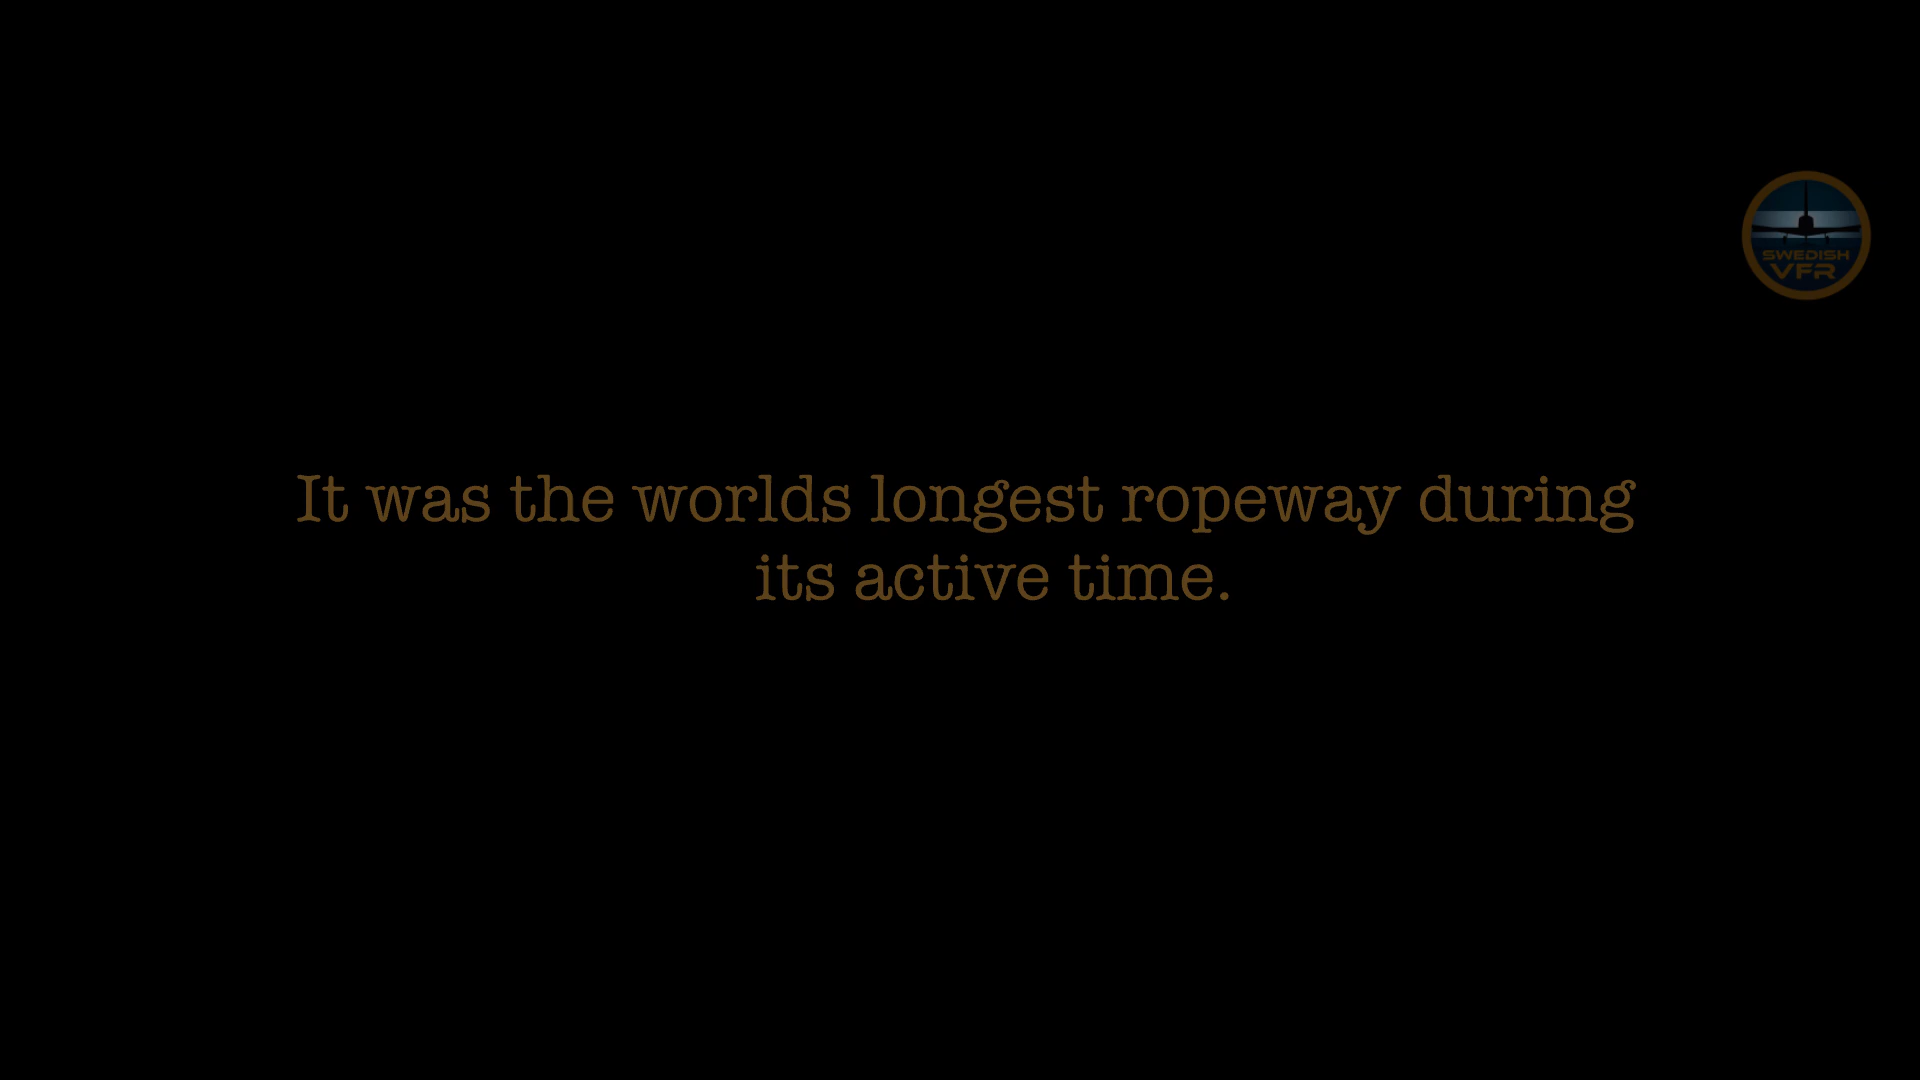 SWEDISH
VFR
It was the worlds longest ropeway during
its active time.